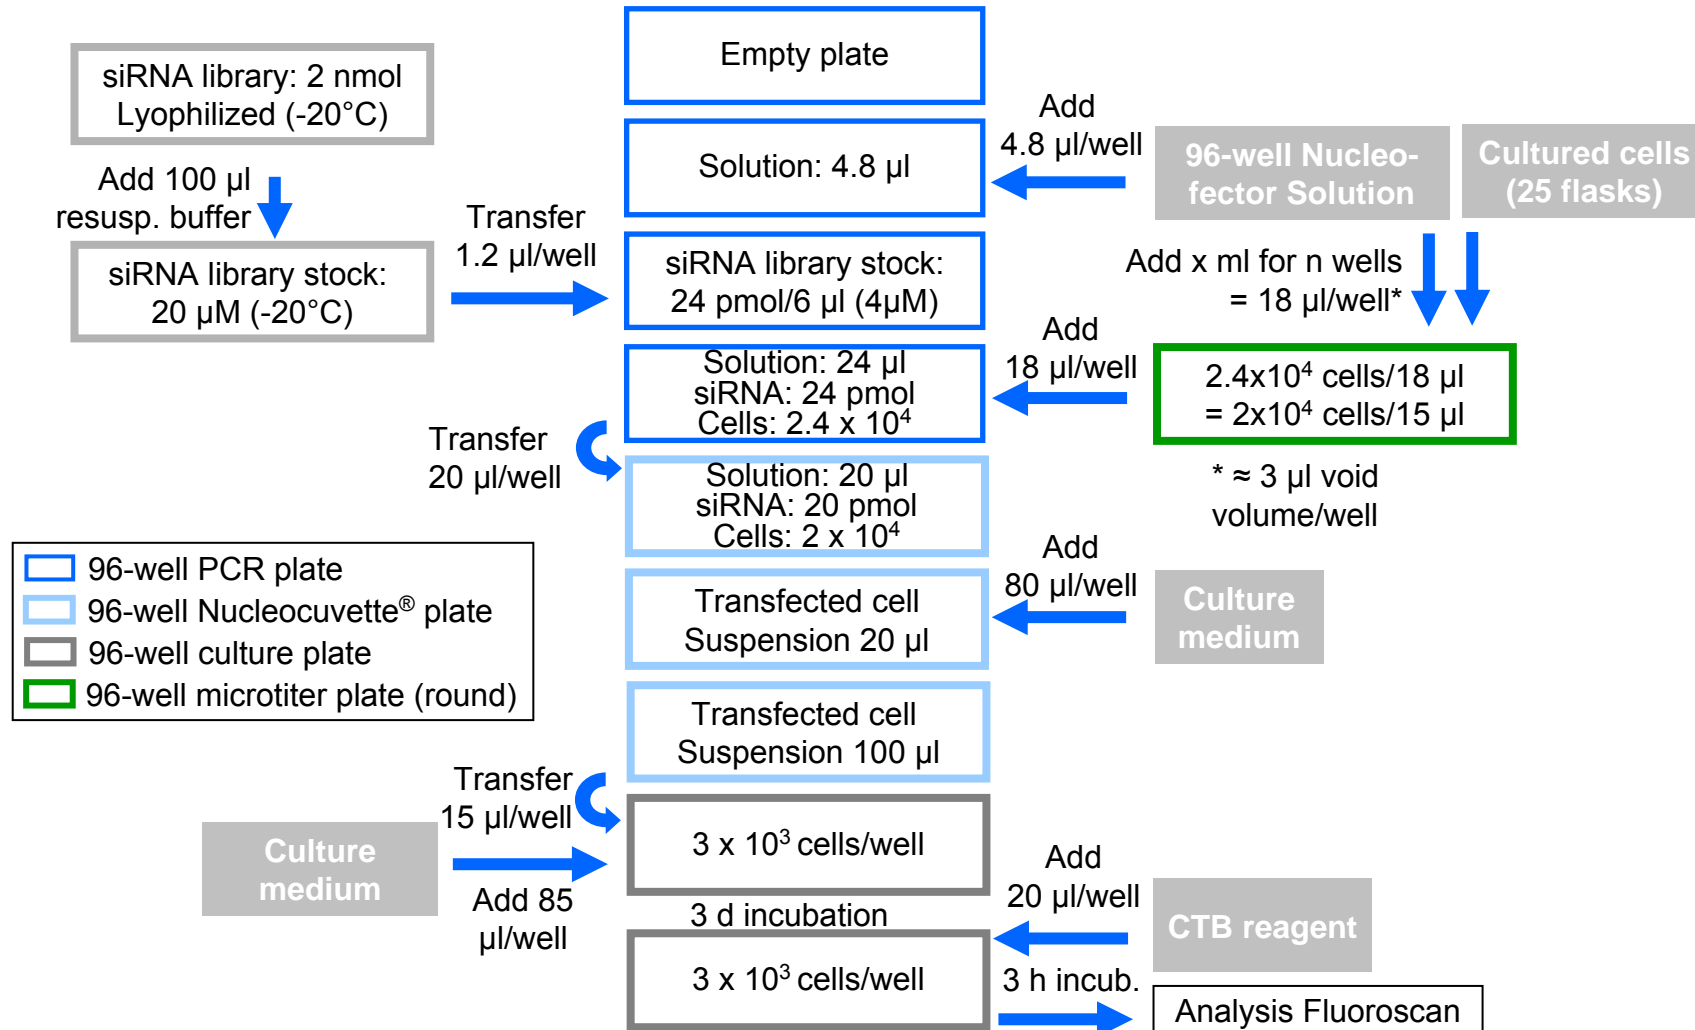 siRNA library: 2 nmol
Lyophilized (-20°C)
Add 100 µl
resusp. buffer
siRNA library stock:
20 µM (-20°C)
Transfer
1.2 µl/well
Empty plate
Solution: 4.8 µl
Add
4.8 µl/well
96-well Nucleo-
fector Solution
Cultured cells
(25 flasks)
siRNA library stock:
24 pmol/6 µl (4µM)
Add x ml for n wells
= 18 µl/well*
Solution: 24 µl
siRNA: 24 pmol
Cells: 2.4 x 10⁴
Add
18 µl/well
2.4x10⁴ cells/18 µl
= 2x10⁴ cells/15 µl
* ≈ 3 µl void
volume/well
Transfer
20 µl/well
Solution: 20 µl
siRNA: 20 pmol
Cells: 2 x 10⁴
96-well PCR plate
96-well Nucleocuvette® plate
96-well culture plate
96-well microtiter plate (round)
Transfected cell
Suspension 20 µl
Add
80 µl/well
Culture
medium
Transfected cell
Suspension 100 µl
Transfer
15 µl/well
Culture
medium
Add 85
µl/well
3 x 10³ cells/well
3 d incubation
Add
20 µl/well
CTB reagent
3 x 10³ cells/well
3 h incub.
Analysis Fluoroscan